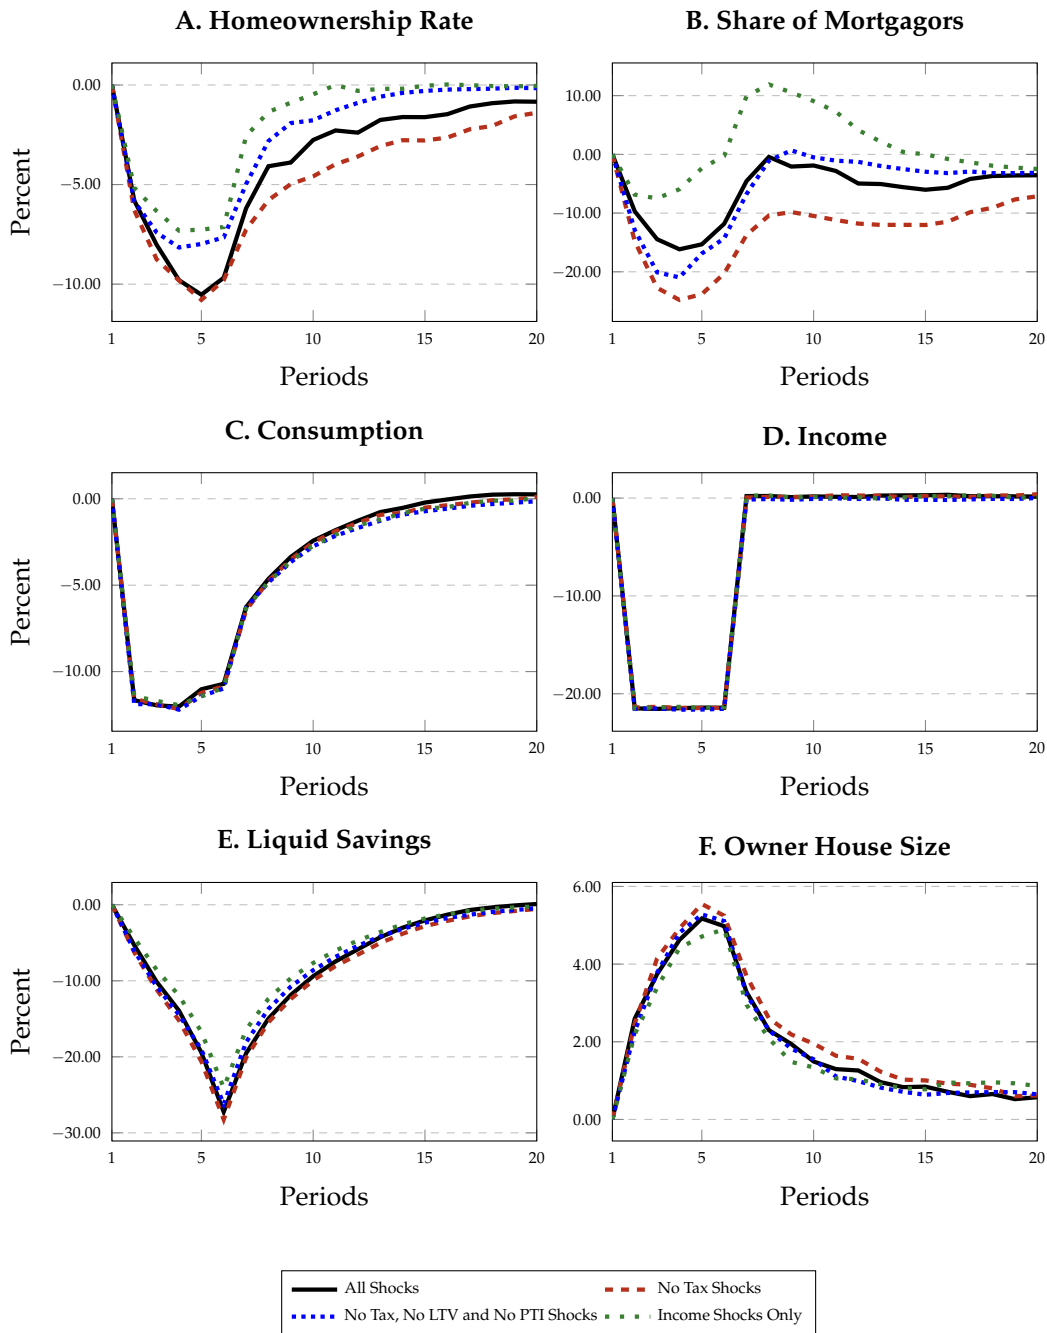 A. Homeownership Rate
B. Share of Mortgagors
0.00
−5.00
−10.00
Percent
1 5 10 15 20
Periods
10.00
0.00
−10.00
−20.00
1 5 10 15 20
Periods
C. Consumption
D. Income
0.00
−5.00
−10.00
Percent
1 5 10 15 20
Periods
0.00
−10.00
−20.00
1 5 10 15 20
Periods
E. Liquid Savings
F. Owner House Size
0.00
−10.00
−20.00
−30.00
Percent
1 5 10 15 20
Periods
6.00
4.00
2.00
0.00
1 5 10 15 20
Periods
All Shocks
No Tax Shocks
No Tax, No LTV and No PTI Shocks
Income Shocks Only